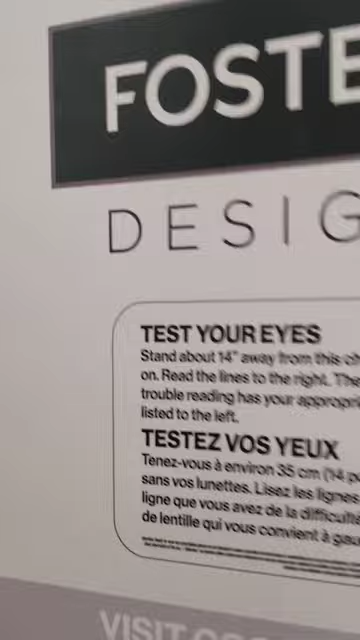 FOSTE
DESIG
TEST YOUR EYES
Stand about 14" away from this ch
on. Read the lines to the right. The
trouble reading has your appropri
listed to the left.
TESTEZ VOS YEUX
Tenez-vous à environ 35 cm (14 po
sans vos lunettes. Lisez les lignes
ligne que vous avez de la difficulté
de lentille qui vous convient à gau
VISIT